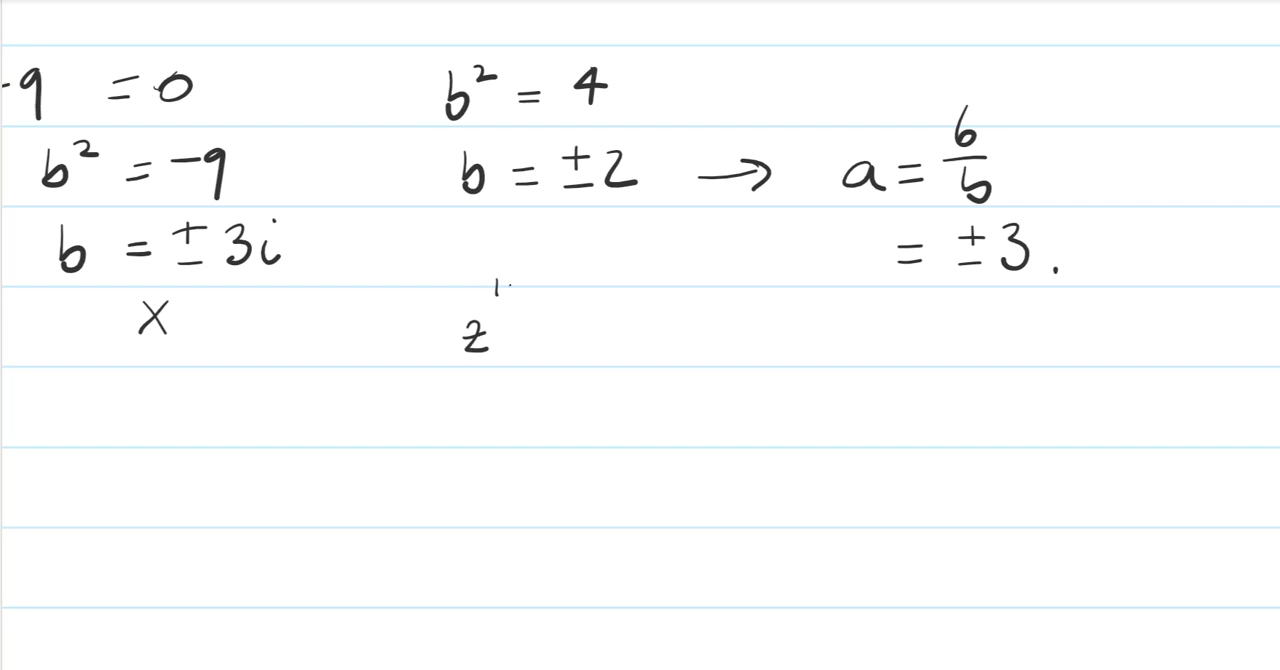 -9 = 0 b² = 4
b² = -9 b = ±2 → a = 6/b
b = ±3i = ±3.
X z